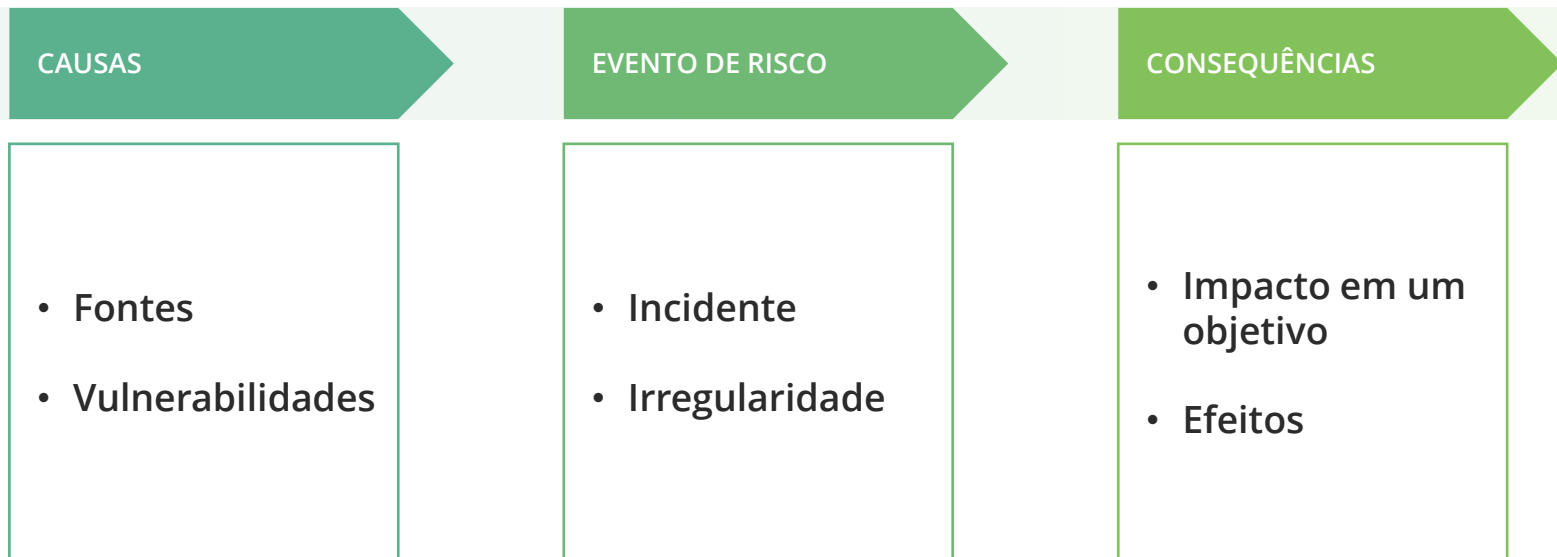 CAUSAS
EVENTO DE RISCO
CONSEQUÊNCIAS
• Fontes
• Vulnerabilidades
• Incidente
• Irregularidade
• Impacto em um
objetivo
• Efeitos